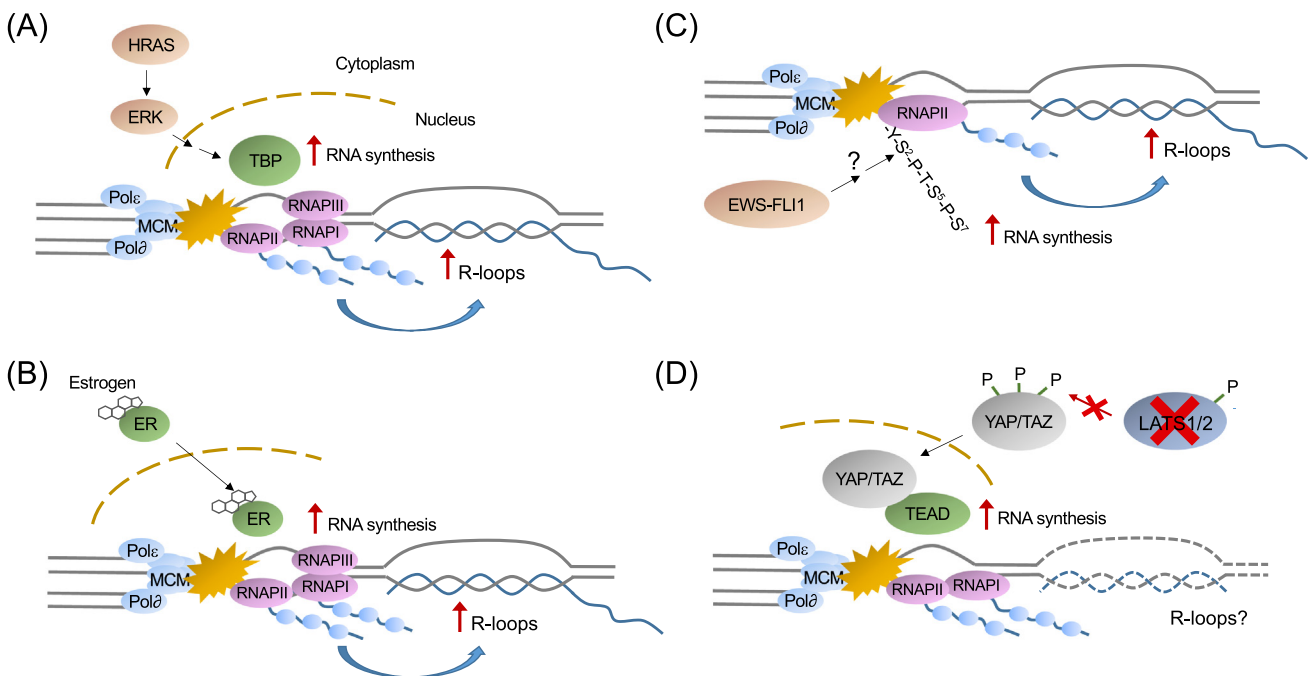 (A)
HRAS
Cytoplasm
ERK
Nucleus
TBP
RNA synthesis
Polε
RNAPIII
MCM
RNAPII
RNAPI
Pol∂
R-loops
(B)
Estrogen
ER
ER
RNA synthesis
Polε
RNAPIII
MCM
RNAPII
RNAPI
Pol∂
R-loops
(C)
Polε
MCM
RNAPII
Pol∂
-Y-S²-P-T-S⁵-P-S⁷
R-loops
?
EWS-FLI1
RNA synthesis
(D)
P
P
P
P
YAP/TAZ
LATS1/2
YAP/TAZ
TEAD
RNA synthesis
Polε
MCM
RNAPII
RNAPI
Pol∂
R-loops?